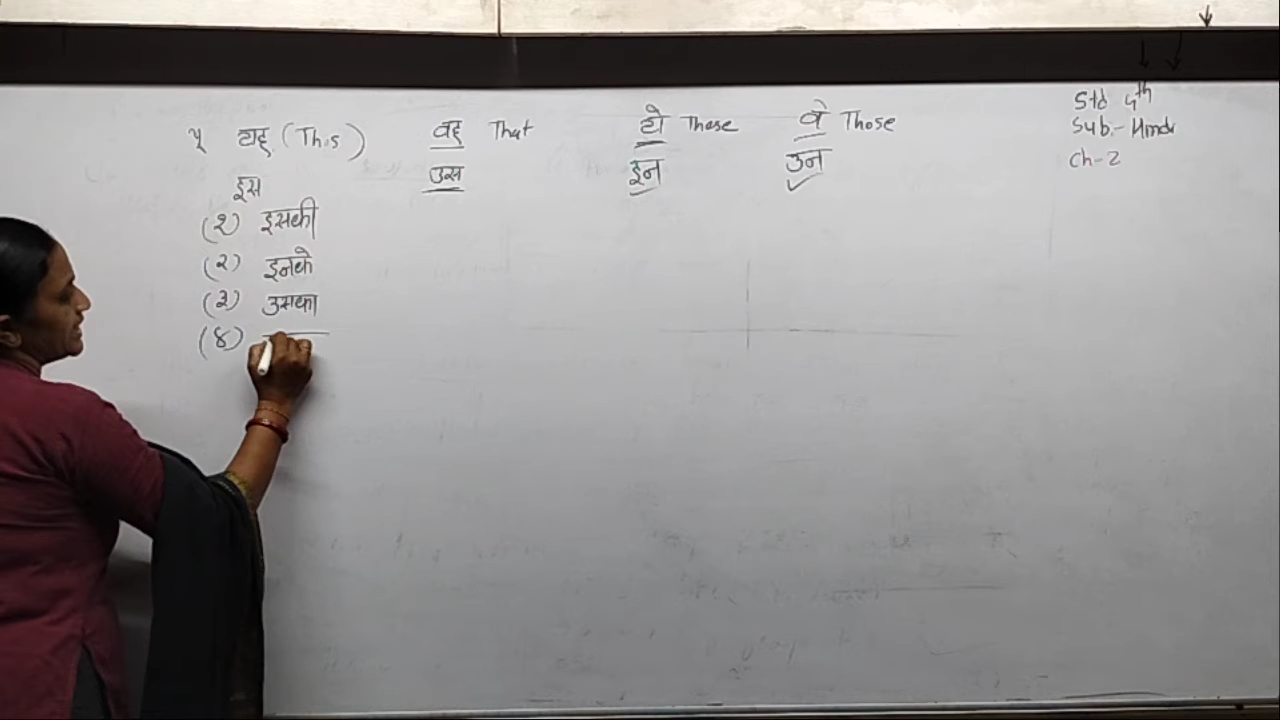 ५ यह (This) वह That ये These वे Those
इस उस इन उन
(१) इसकी
(२) इनके
(३) उसका
(४)
Std 4th
Sub.- Hindi
Ch-2